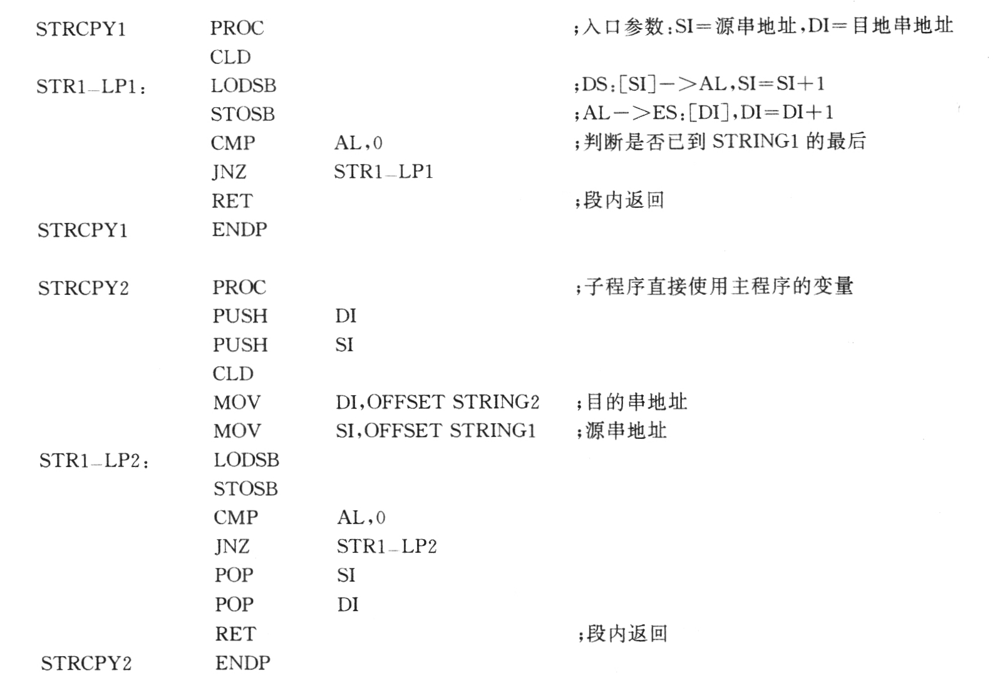 STRCPY1 PROC ;入口参数:SI=源串地址,DI=目地串地址
CLD
STR1_LP1: LODSB ;DS:[SI]->AL,SI=SI+1
STOSB ;AL->ES:[DI],DI=DI+1
CMP AL,0 ;判断是否已到 STRING1 的最后
JNZ STR1_LP1
RET ;段内返回
STRCPY1 ENDP
STRCPY2 PROC ;子程序直接使用主程序的变量
PUSH DI
PUSH SI
CLD
MOV DI,OFFSET STRING2 ;目的串地址
MOV SI,OFFSET STRING1 ;源串地址
STR1_LP2: LODSB
STOSB
CMP AL,0
JNZ STR1_LP2
POP SI
POP DI
RET ;段内返回
STRCPY2 ENDP